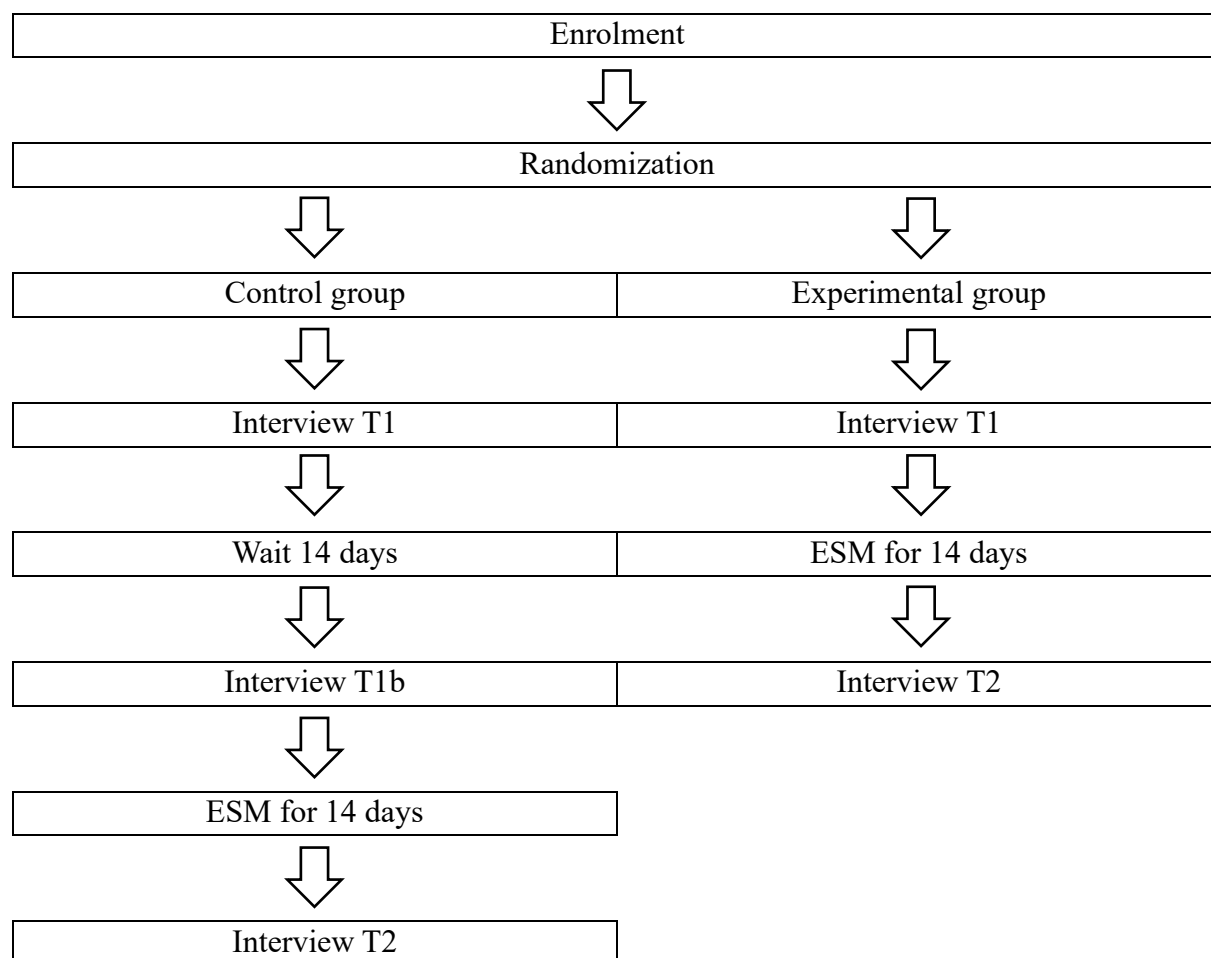 Enrolment
Randomization
Control group
Experimental group
Interview T1
Interview T1
Wait 14 days
ESM for 14 days
Interview T1b
Interview T2
ESM for 14 days
Interview T2